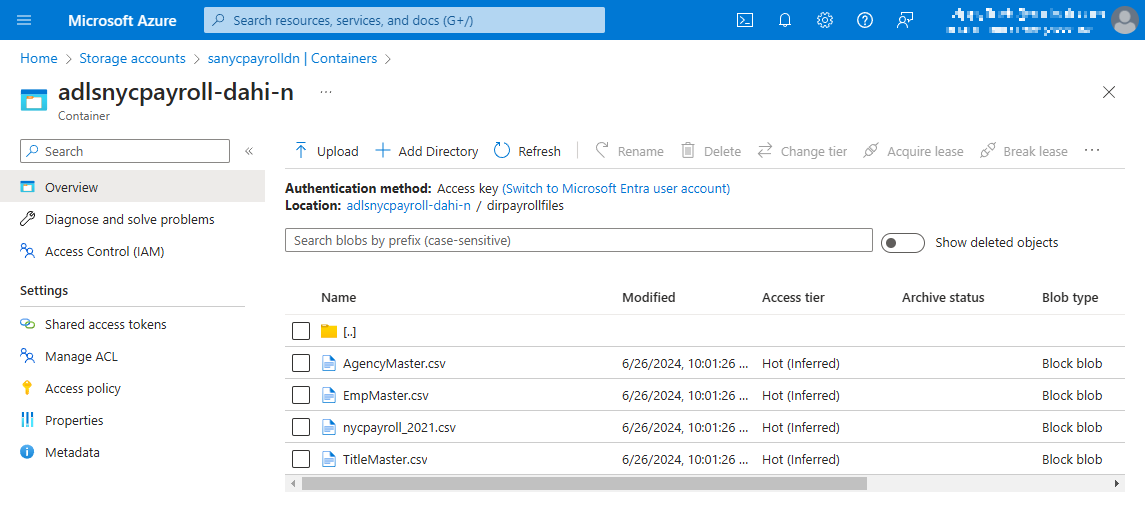 Microsoft Azure
Search resources, services, and docs (G+/)
Home > Storage accounts > sanycpayrolldn | Containers >
adlsnycpayroll-dahi-n ...
Container
Search «
Upload Add Directory Refresh Rename Delete Change tier Acquire lease Break lease ...
Overview
Diagnose and solve problems
Access Control (IAM)
Settings
Shared access tokens
Manage ACL
Access policy
Properties
Metadata
Authentication method: Access key (Switch to Microsoft Entra user account)
Location: adlsnycpayroll-dahi-n / dirpayrollfiles
Search blobs by prefix (case-sensitive)
Show deleted objects
Name Modified Access tier Archive status Blob type
[..]
AgencyMaster.csv 6/26/2024, 10:01:26 ... Hot (Inferred) Block blob
EmpMaster.csv 6/26/2024, 10:01:26 ... Hot (Inferred) Block blob
nycpayroll_2021.csv 6/26/2024, 10:01:26 ... Hot (Inferred) Block blob
TitleMaster.csv 6/26/2024, 10:01:26 ... Hot (Inferred) Block blob